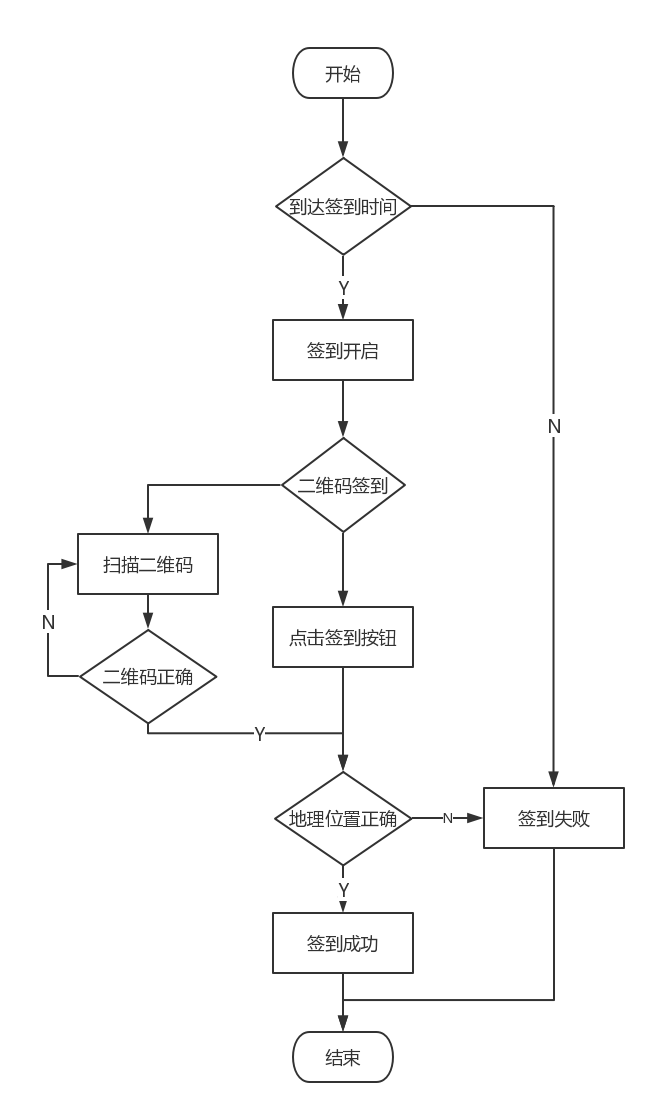 开始
到达签到时间
Y
签到开启
N
二维码签到
扫描二维码
N
点击签到按钮
二维码正确
Y
地理位置正确
N
签到失败
Y
签到成功
结束